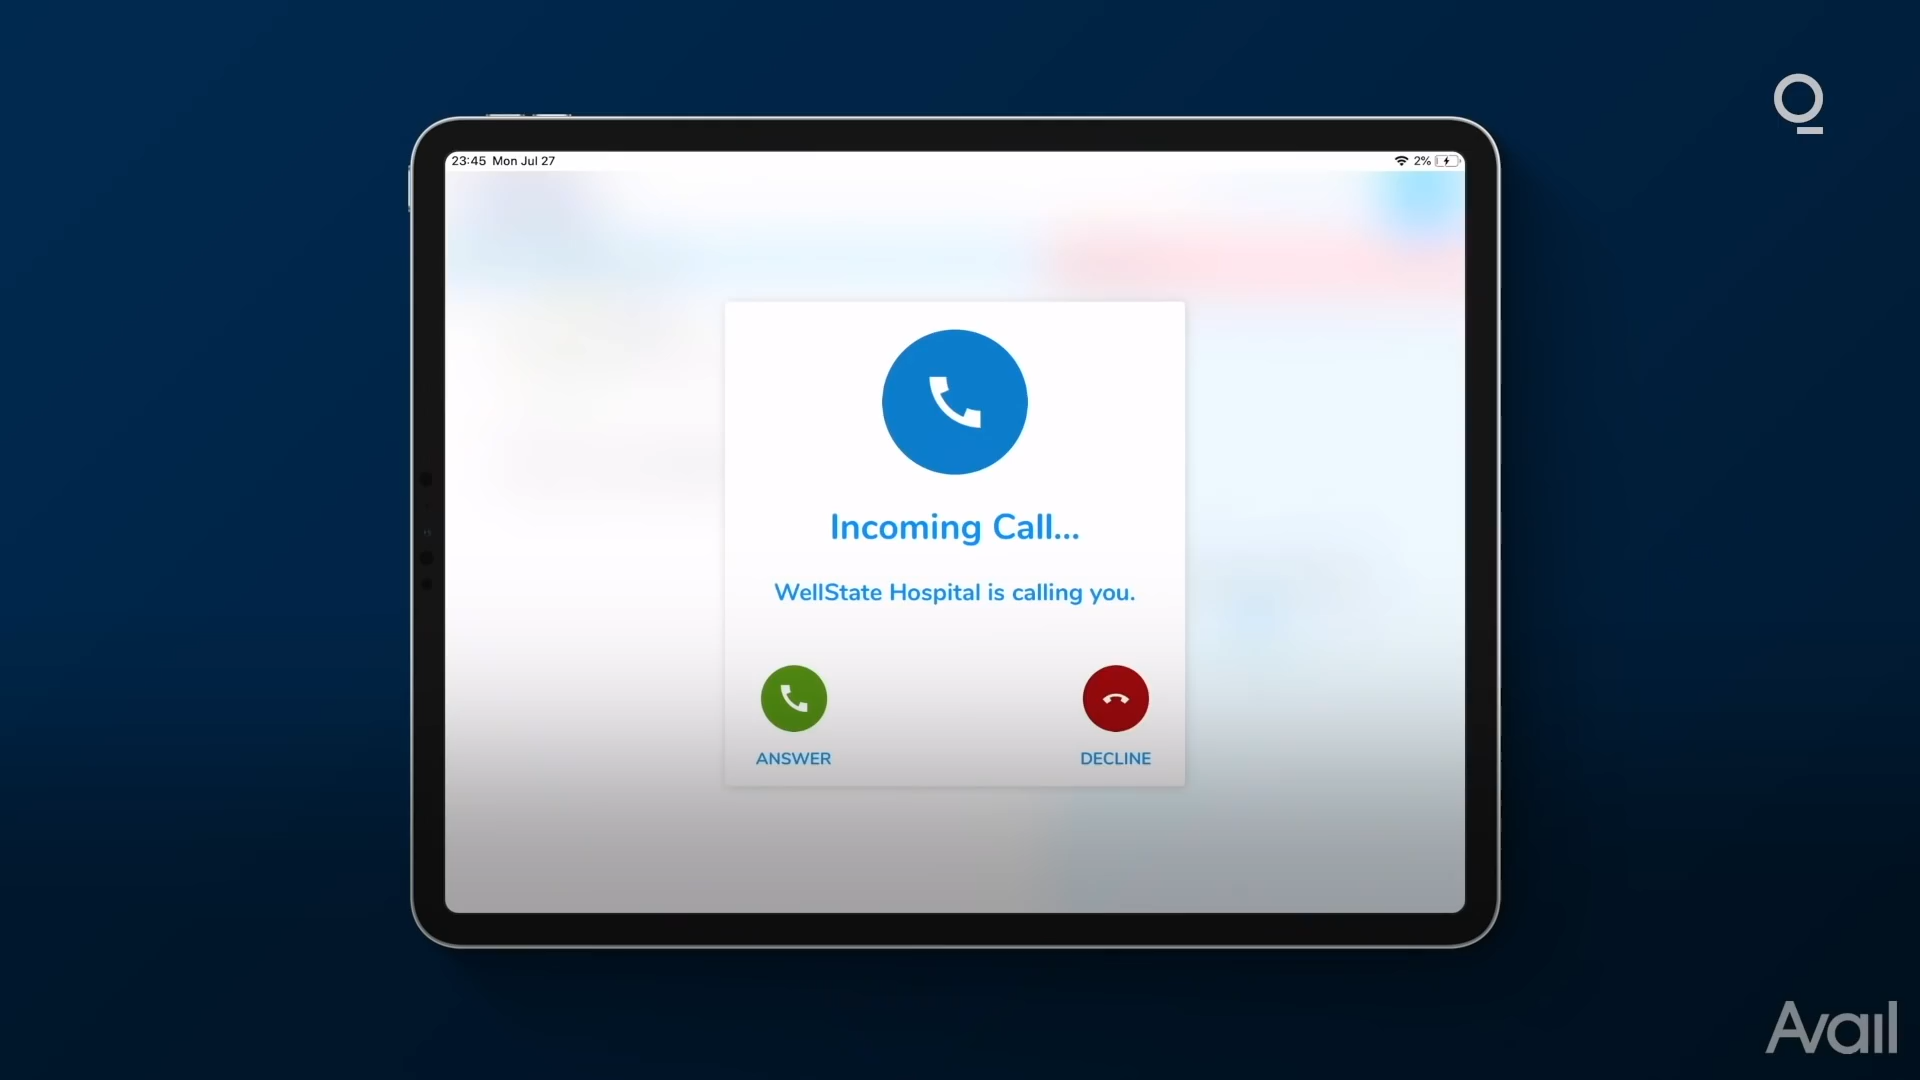 23:45 Mon Jul 27
2%
Incoming Call...
WellState Hospital is calling you.
ANSWER
DECLINE
Avail